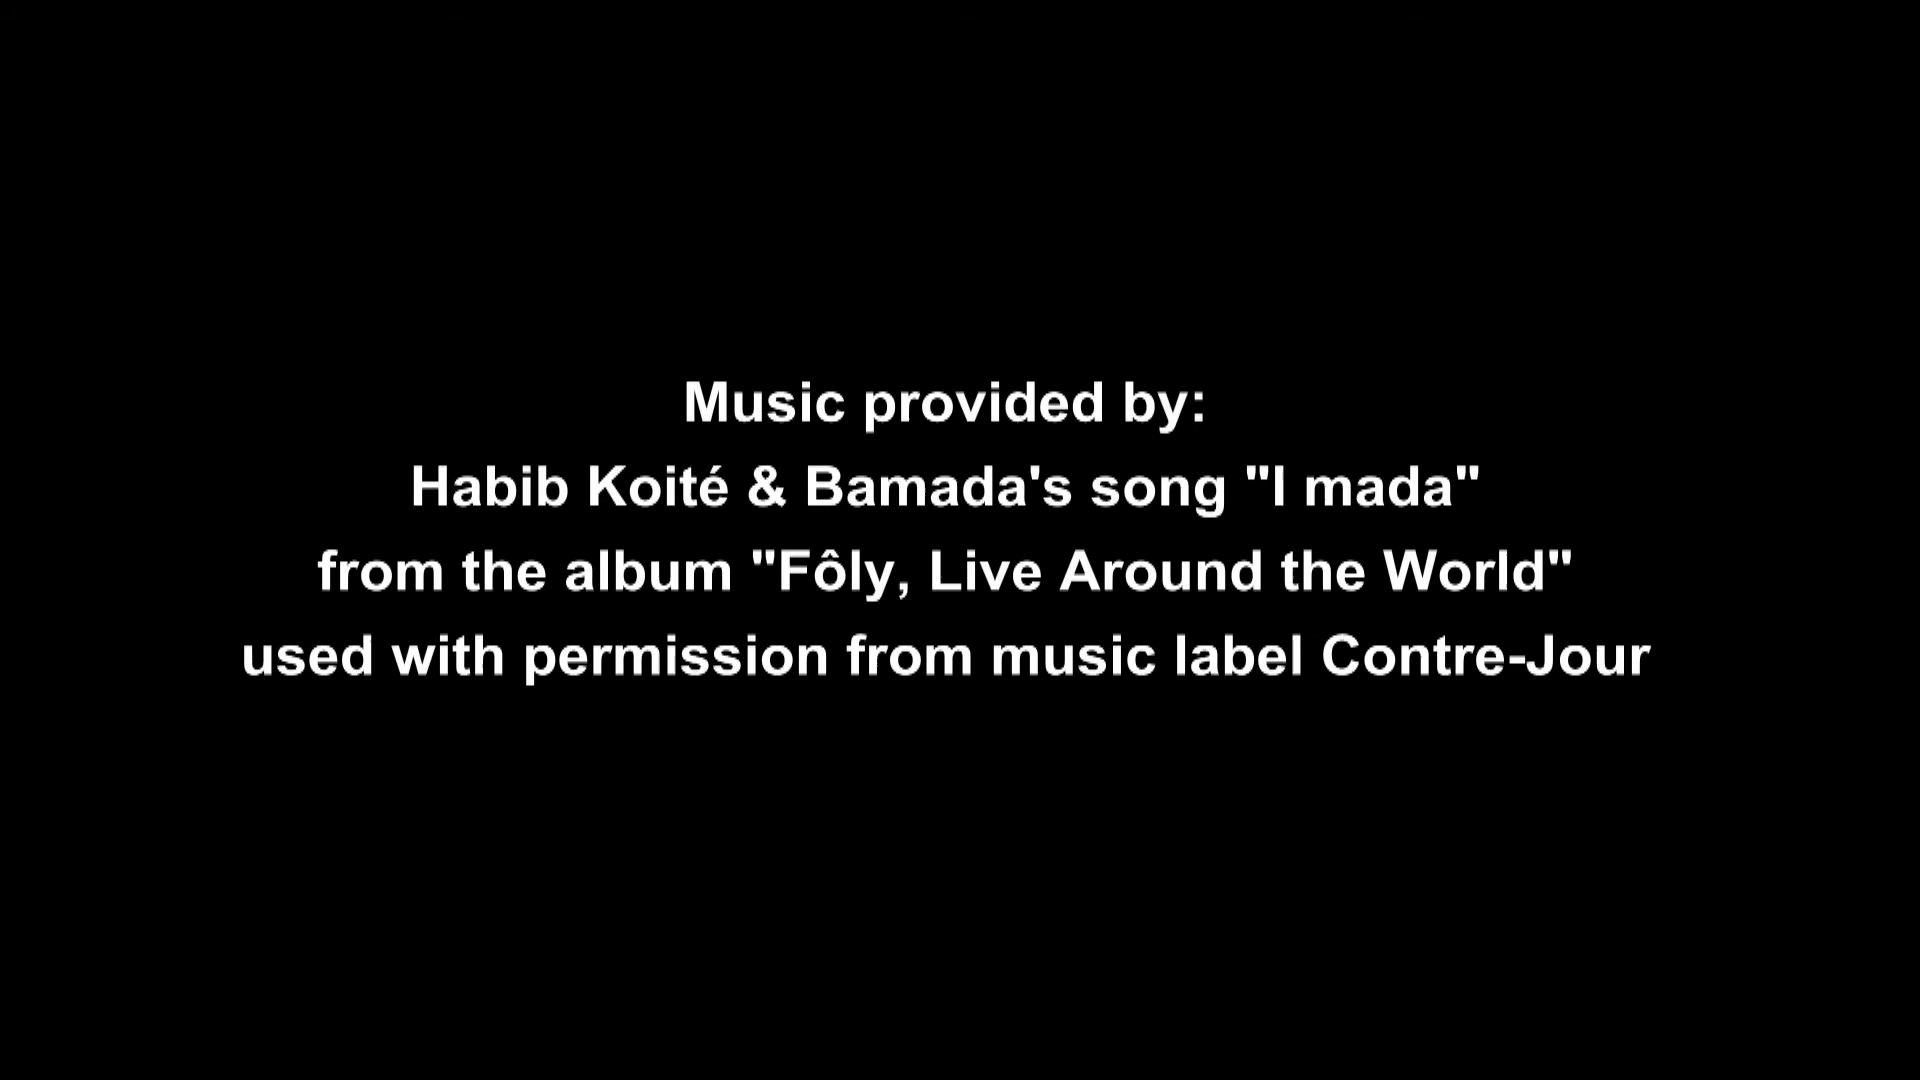 Music provided by:
Habib Koité & Bamada's song "I mada"
from the album "Fôly, Live Around the World"
used with permission from music label Contre-Jour